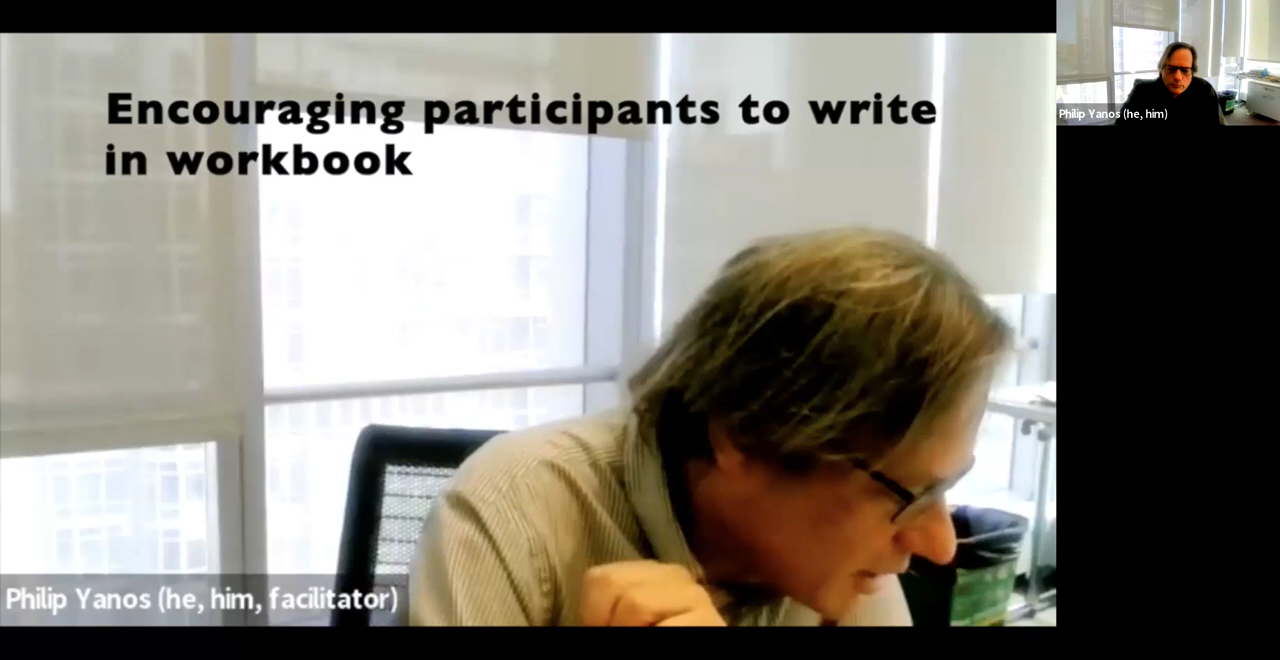 Encouraging participants to write
in workbook
Philip Yanos (he, him)
Philip Yanos (he, him, facilitator)